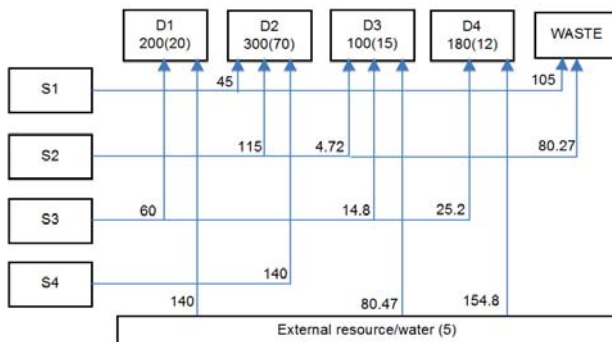 D1
200(20)
D2
300(70)
D3
100(15)
D4
180(12)
WASTE
S1
45
105
S2
115
4.72
80.27
S3
60
14.8
25.2
S4
140
140
80.47
154.8
External resource/water (5)